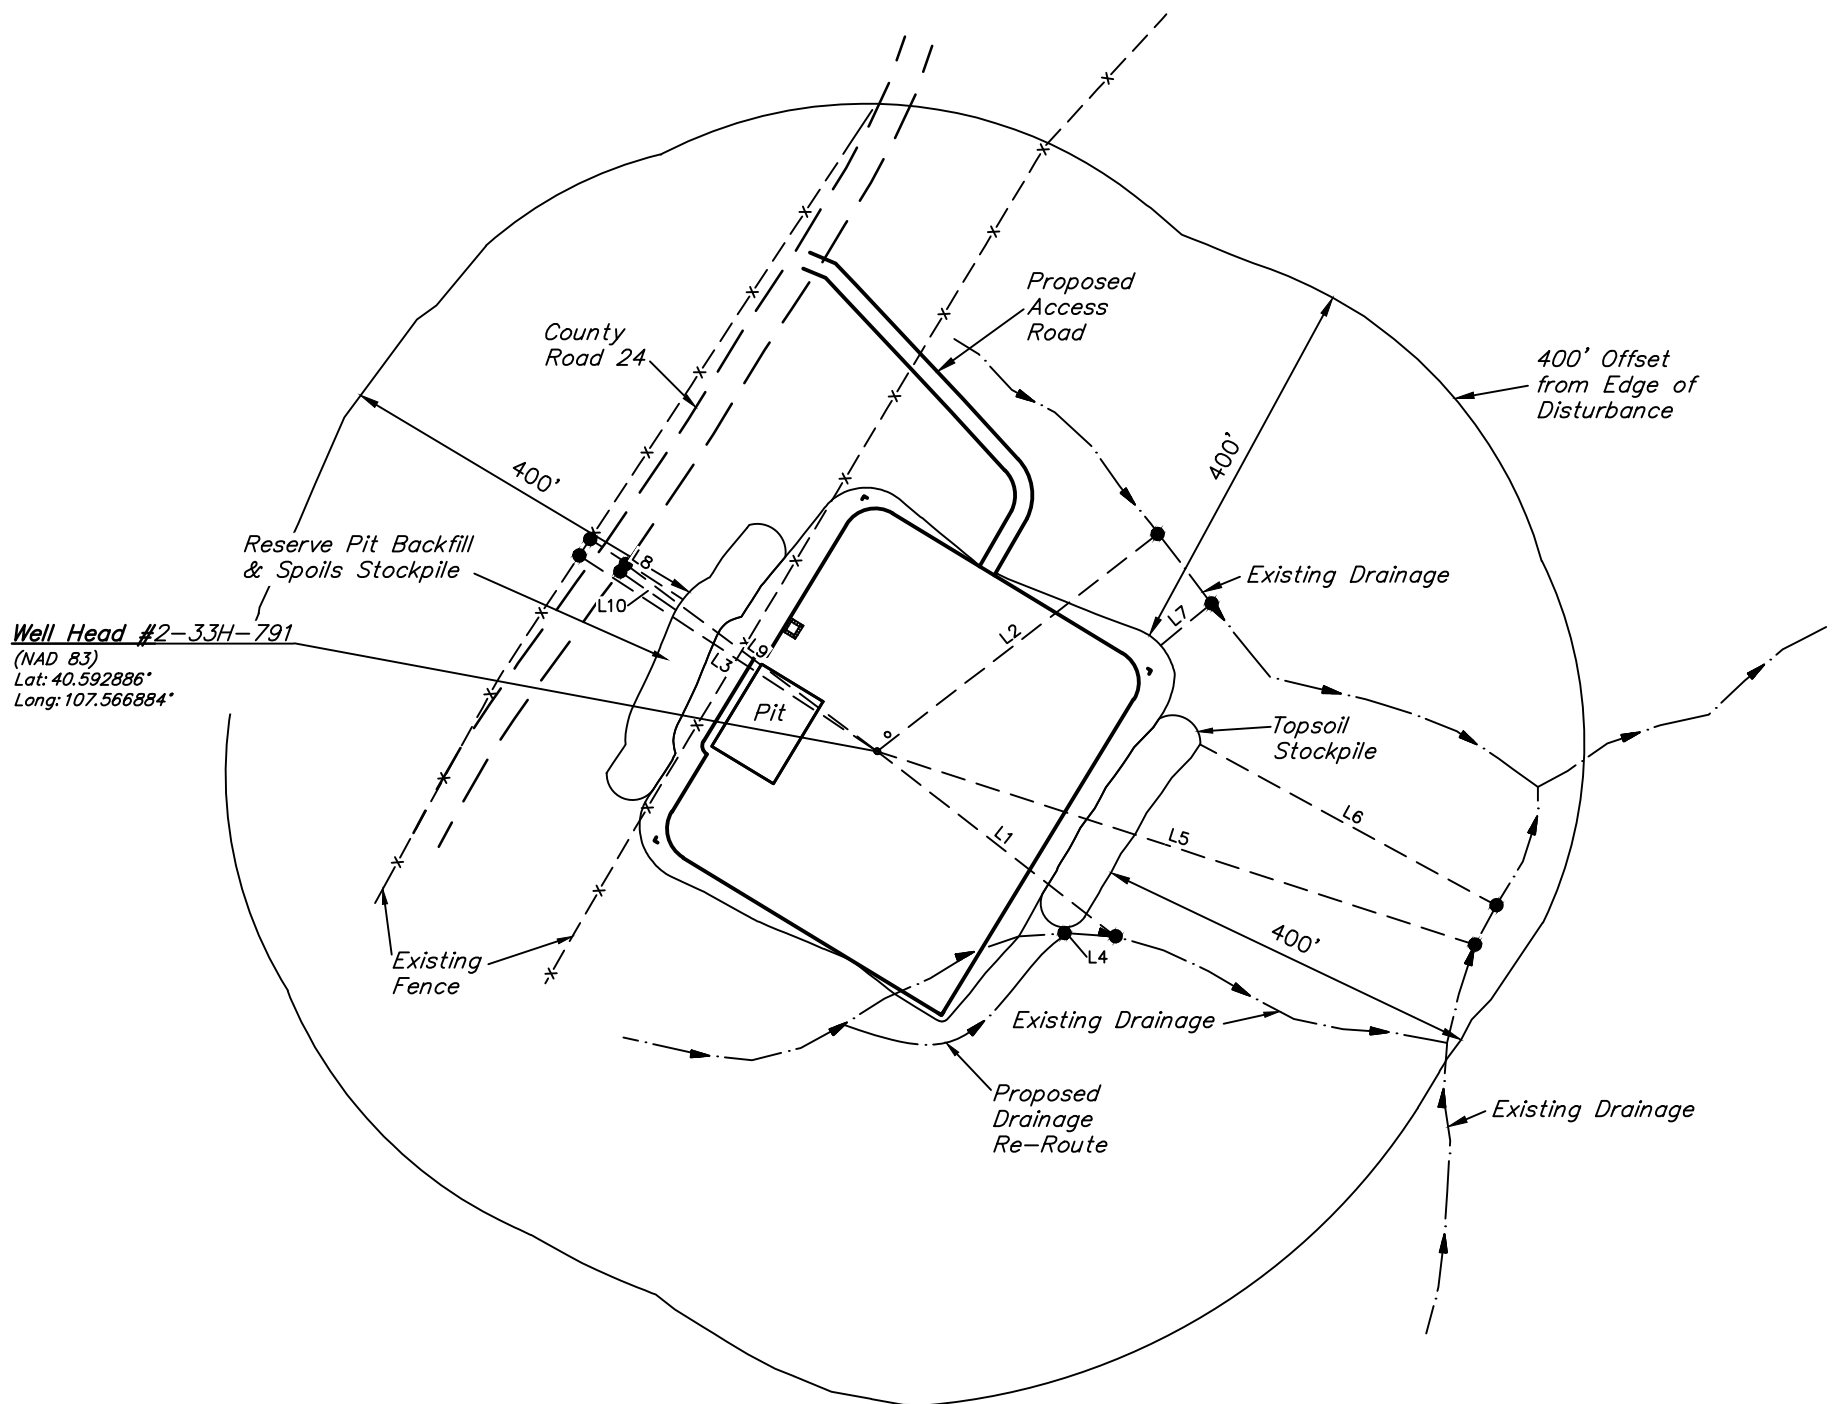 Proposed
Access
Road
County
Road 24
400' Offset
from Edge of
Disturbance
400'
400'
Reserve Pit Backfill
& Spoils Stockpile
L8
L10
Existing Drainage
L7
L2
Well Head #2-33H-791
(NAD 83)
Lat: 40.592886°
Long: 107.566884°
L9
L3
Pit
Topsoil
Stockpile
L6
L1
L5
400'
L4
Existing
Fence
Existing Drainage
Proposed
Drainage
Re-Route
Existing Drainage